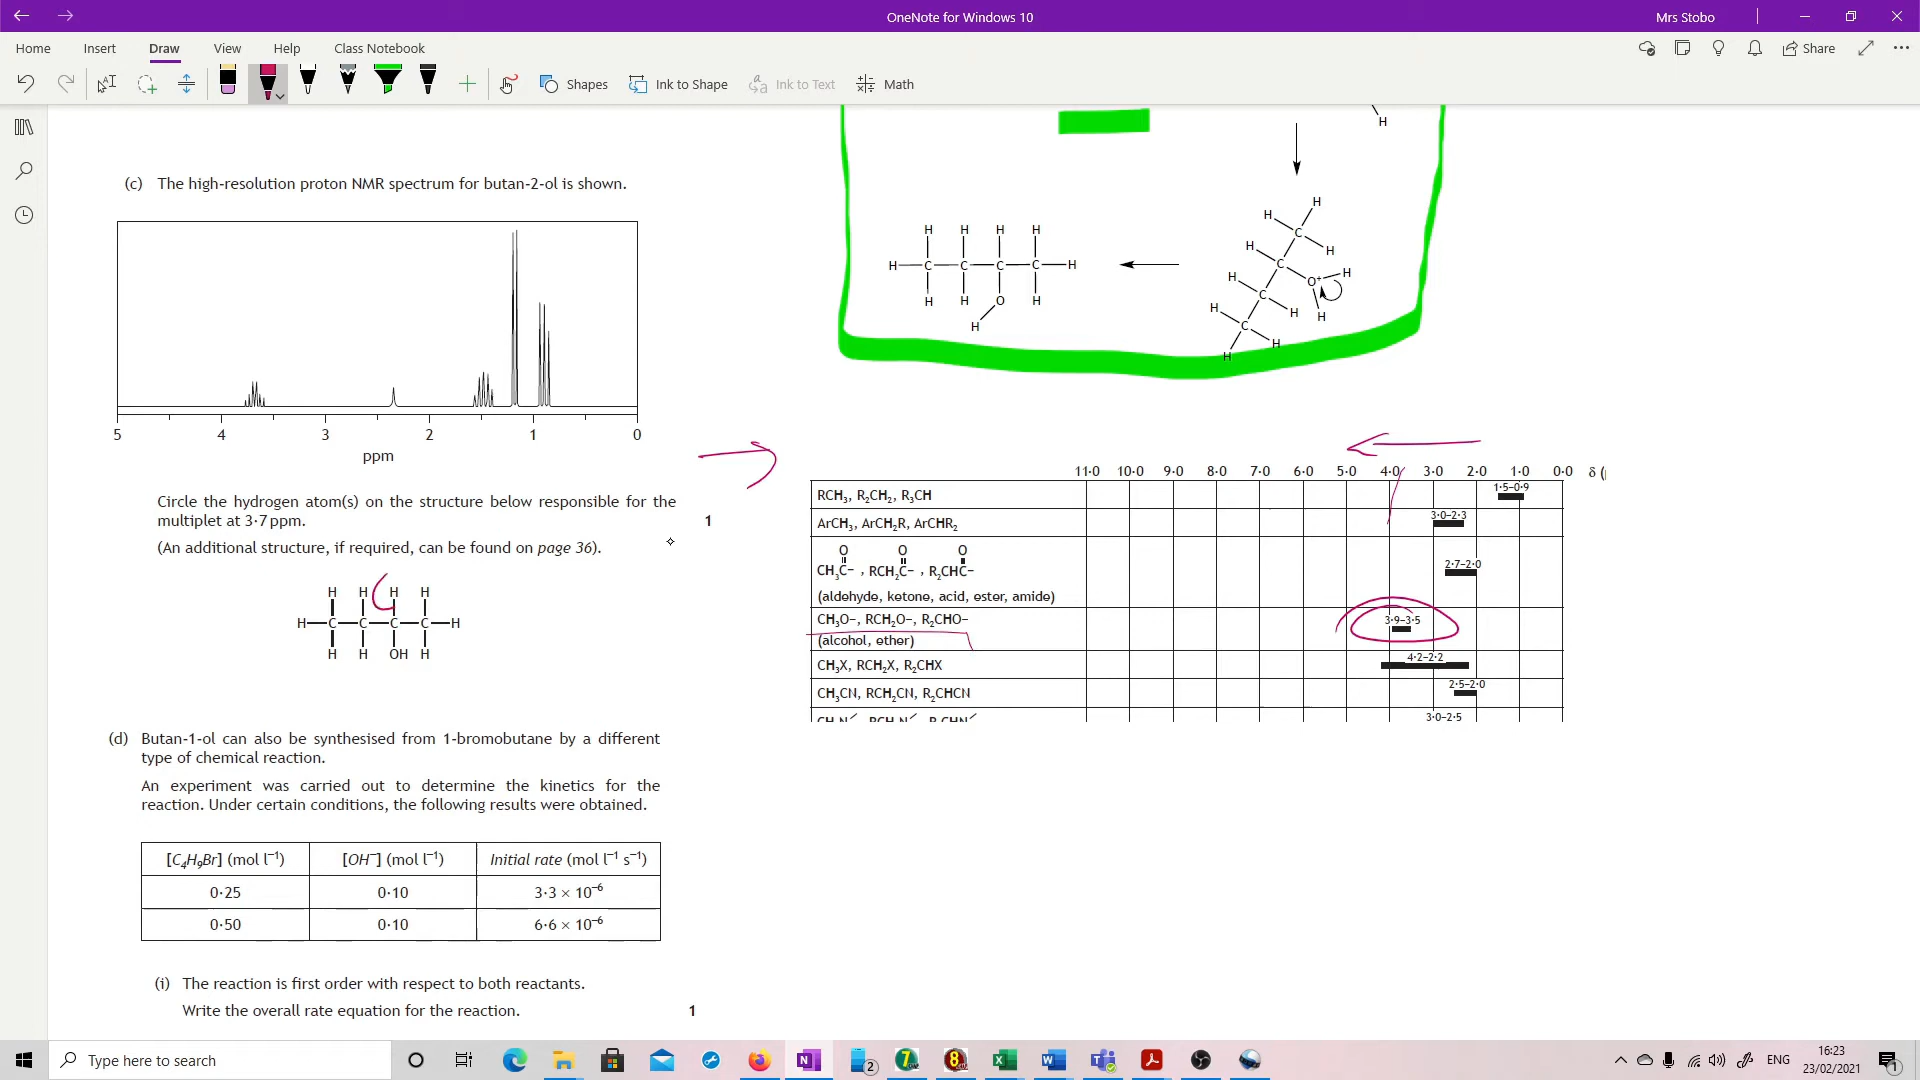 OneNote for Windows 10
Mrs Stobo
Home Insert Draw View Help Class Notebook
Share
Shapes Ink to Shape Ink to Text Math
(c) The high-resolution proton NMR spectrum for butan-2-ol is shown.
5 4 3 2 1 0
ppm
Circle the hydrogen atom(s) on the structure below responsible for the
multiplet at 3·7 ppm.
1
(An additional structure, if required, can be found on page 36).
H H H H
H C C C C H
H H OH H
(d) Butan-1-ol can also be synthesised from 1-bromobutane by a different
type of chemical reaction.
An experiment was carried out to determine the kinetics for the
reaction. Under certain conditions, the following results were obtained.
[C₄H₉Br] (mol l⁻¹) [OH⁻] (mol l⁻¹) Initial rate (mol l⁻¹ s⁻¹)
0·25 0·10 3·3 × 10⁻⁶
0·50 0·10 6·6 × 10⁻⁶
(i) The reaction is first order with respect to both reactants.
Write the overall rate equation for the reaction.
1
H
H H H H
H C C C C H
H H O H
H
H
H
C
H
H
C
O⁺
H
H
H
C
H
H
C
H
H
11·0 10·0 9·0 8·0 7·0 6·0 5·0 4·0 3·0 2·0 1·0 0·0 δ (
RCH₃, R₂CH₂, R₃CH 1·5–0·9
ArCH₃, ArCH₂R, ArCHR₂ 3·0–2·3
O O O
CH₃C– , RCH₂C– , R₂CHC– 2·7–2·0
(aldehyde, ketone, acid, ester, amide)
CH₃O–, RCH₂O–, R₂CHO– 3·9–3·5
(alcohol, ether)
CH₃X, RCH₂X, R₂CHX 4·2–2·2
CH₃CN, RCH₂CN, R₂CHCN 2·5–2·0
3·0–2·5
Type here to search
2
7
8
ENG
16:23
23/02/2021
1